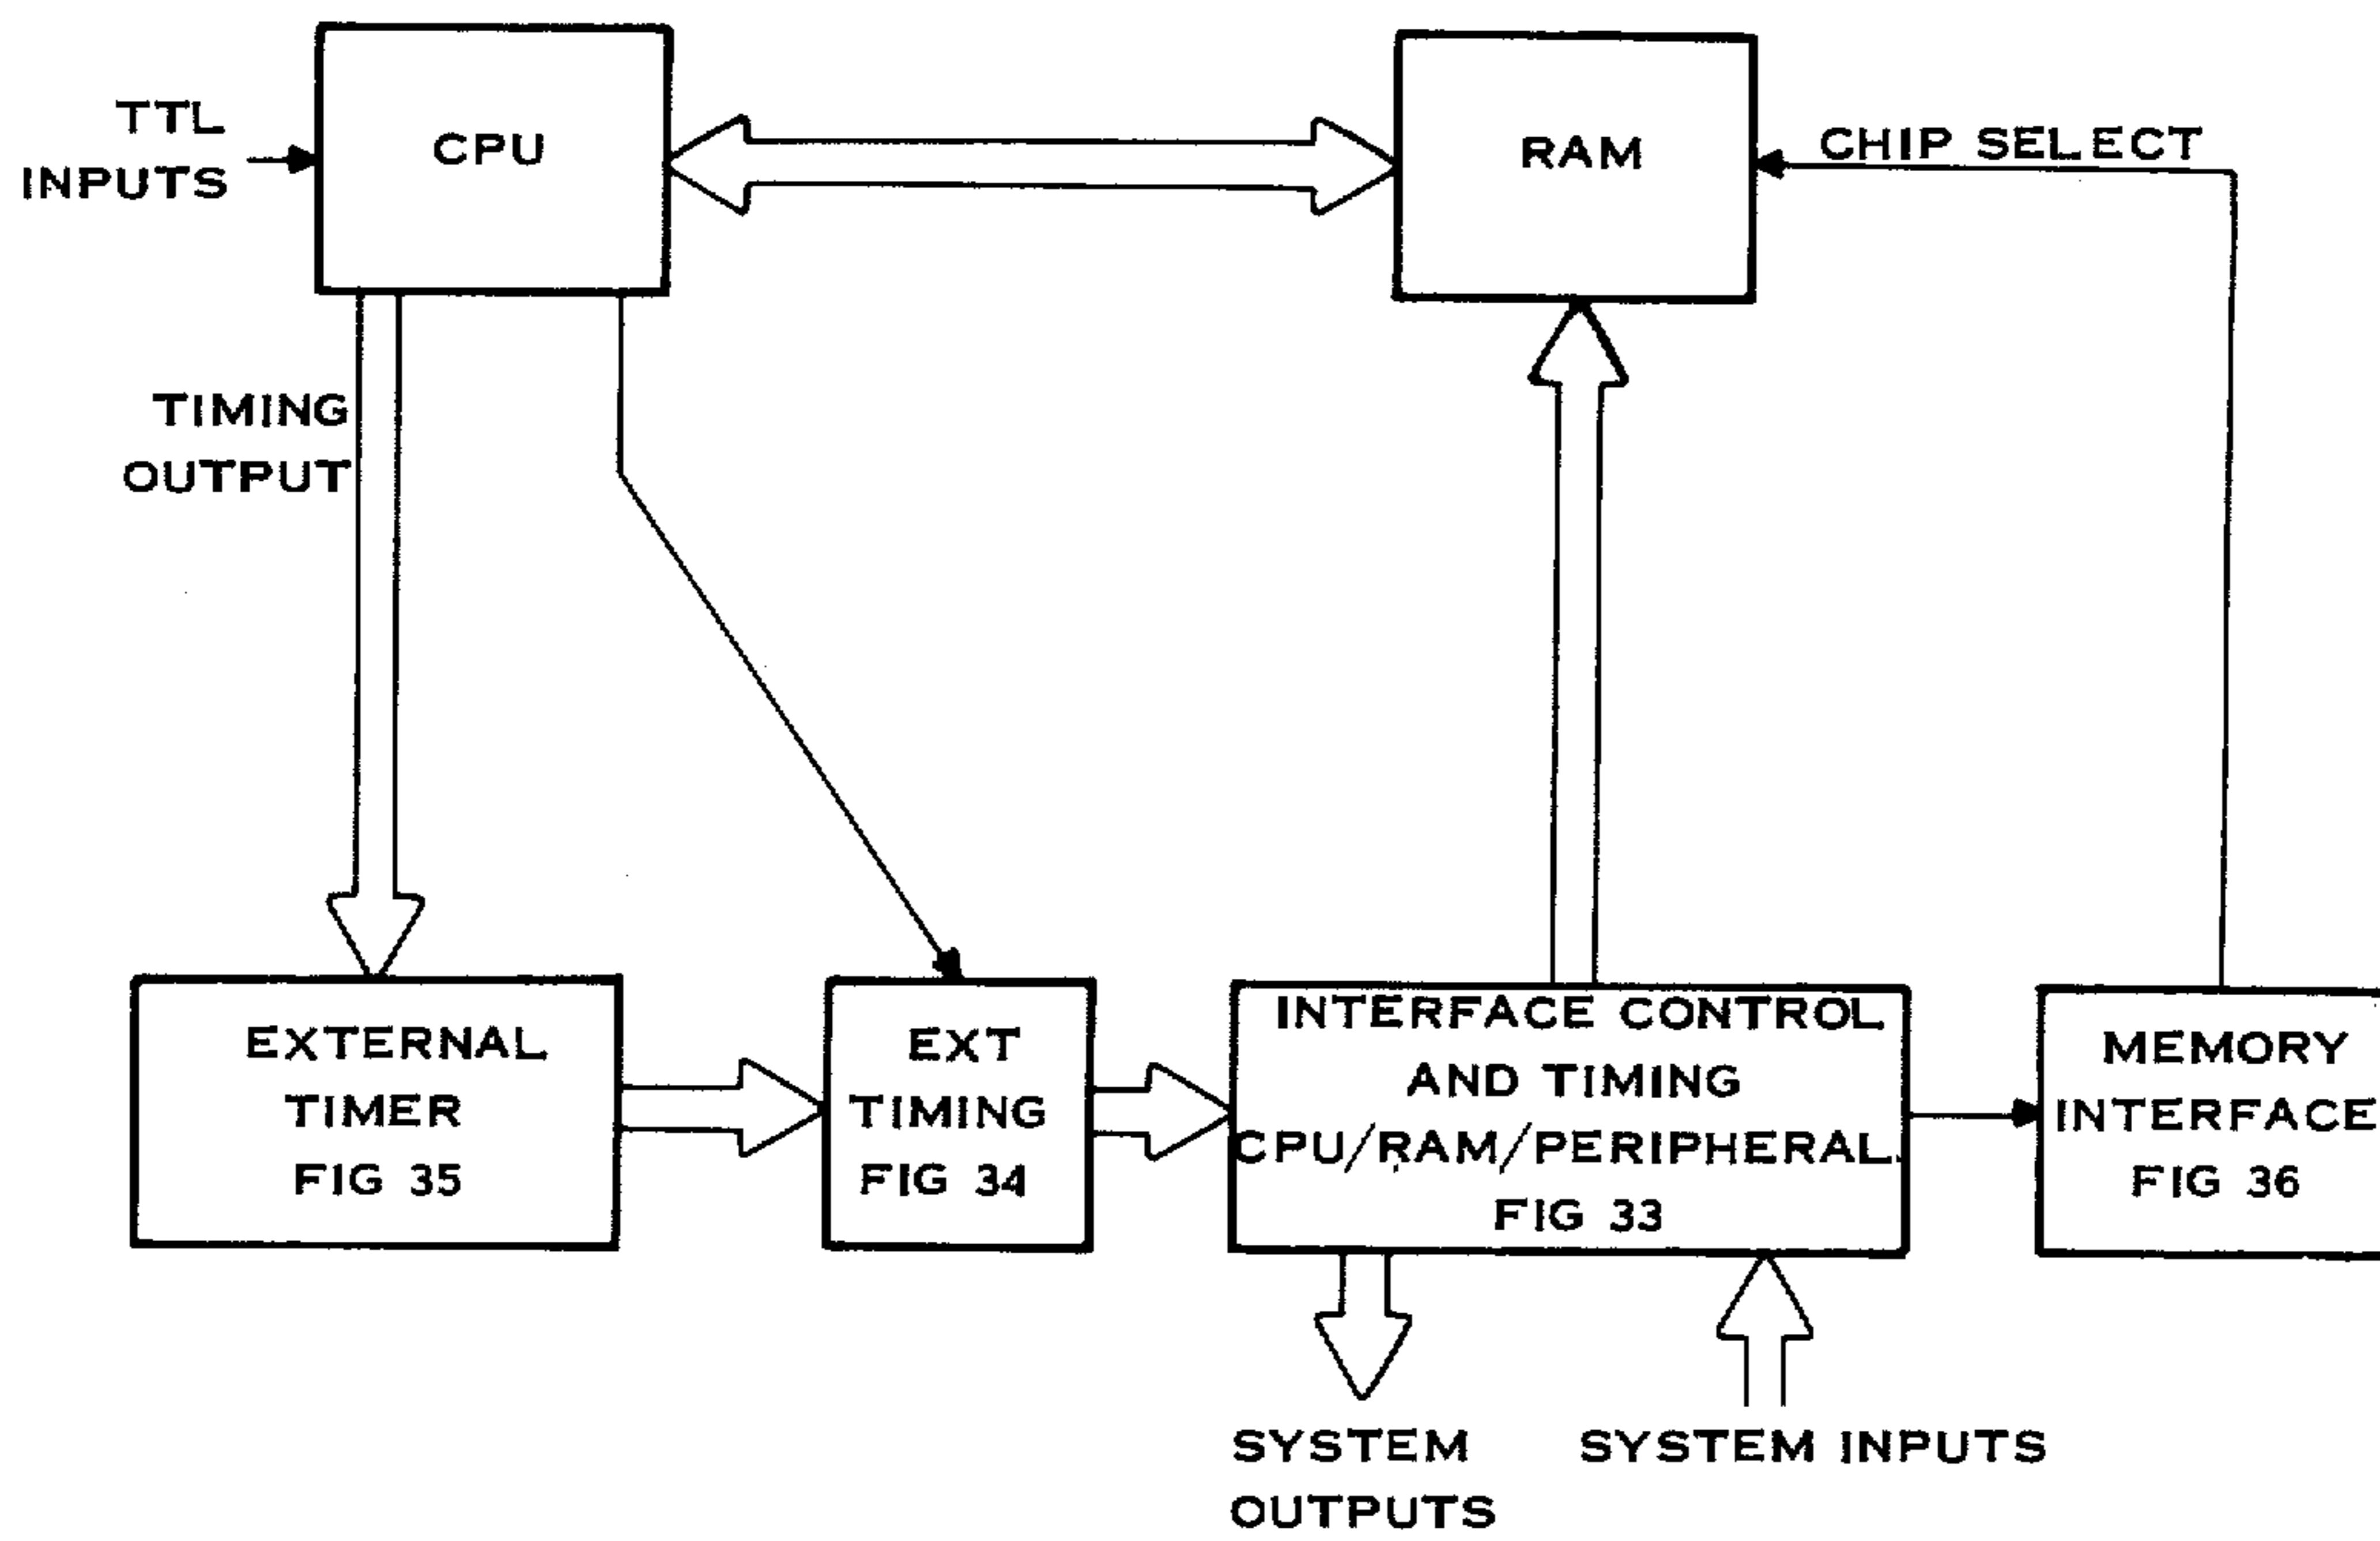 TTL
INPUTS
CPU
RAM
CHIP SELECT
TIMING
OUTPUT
EXTERNAL
TIMER
FIG 35
EXT
TIMING
FIG 34
INTERFACE CONTROL
AND TIMING
CPU/RAM/PERIPHERAL
FIG 33
MEMORY
INTERFACE
FIG 36
SYSTEM
OUTPUTS
SYSTEM INPUTS